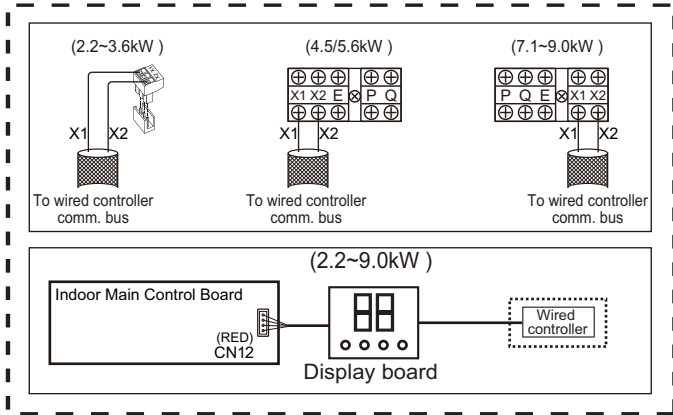 (2.2~3.6kW )
X1 X2
To wired controller
comm. bus
(4.5/5.6kW )
X1 X2 E P Q
X1 X2
To wired controller
comm. bus
(7.1~9.0kW )
P Q E X1 X2
X1 X2
To wired controller
comm. bus
(2.2~9.0kW )
Indoor Main Control Board
(RED)
CN12
88
Display board
Wired
controller